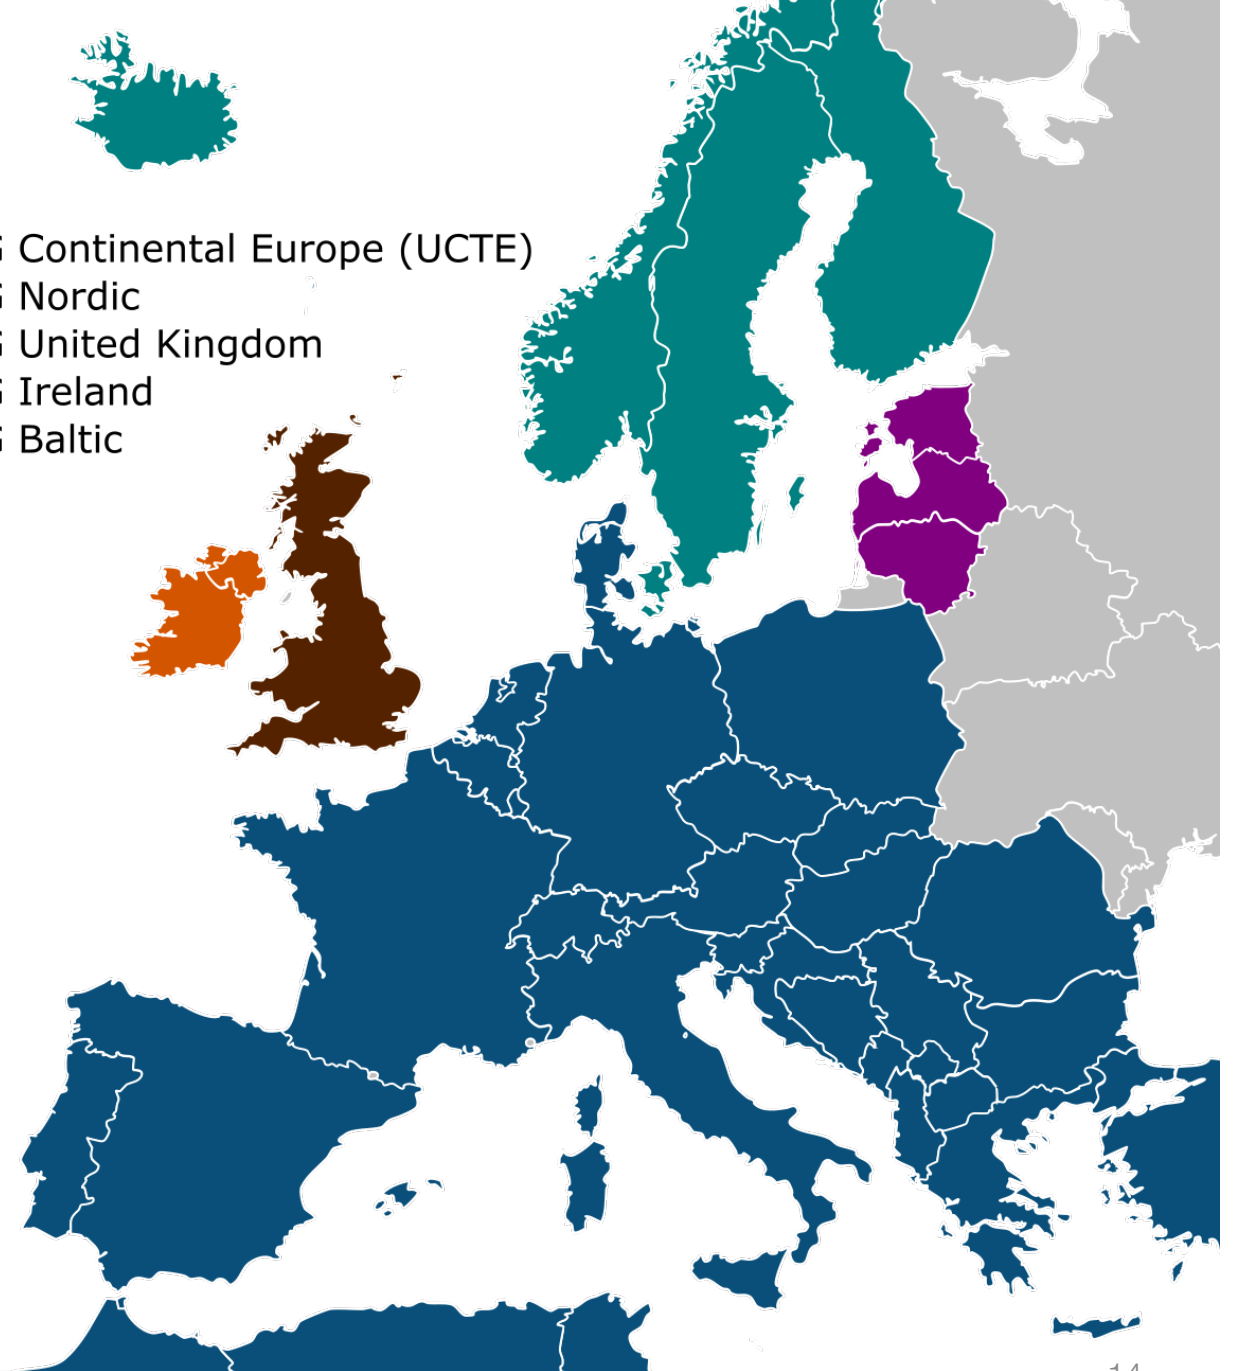 Continental Europe (UCTE)
Nordic
United Kingdom
Ireland
Baltic